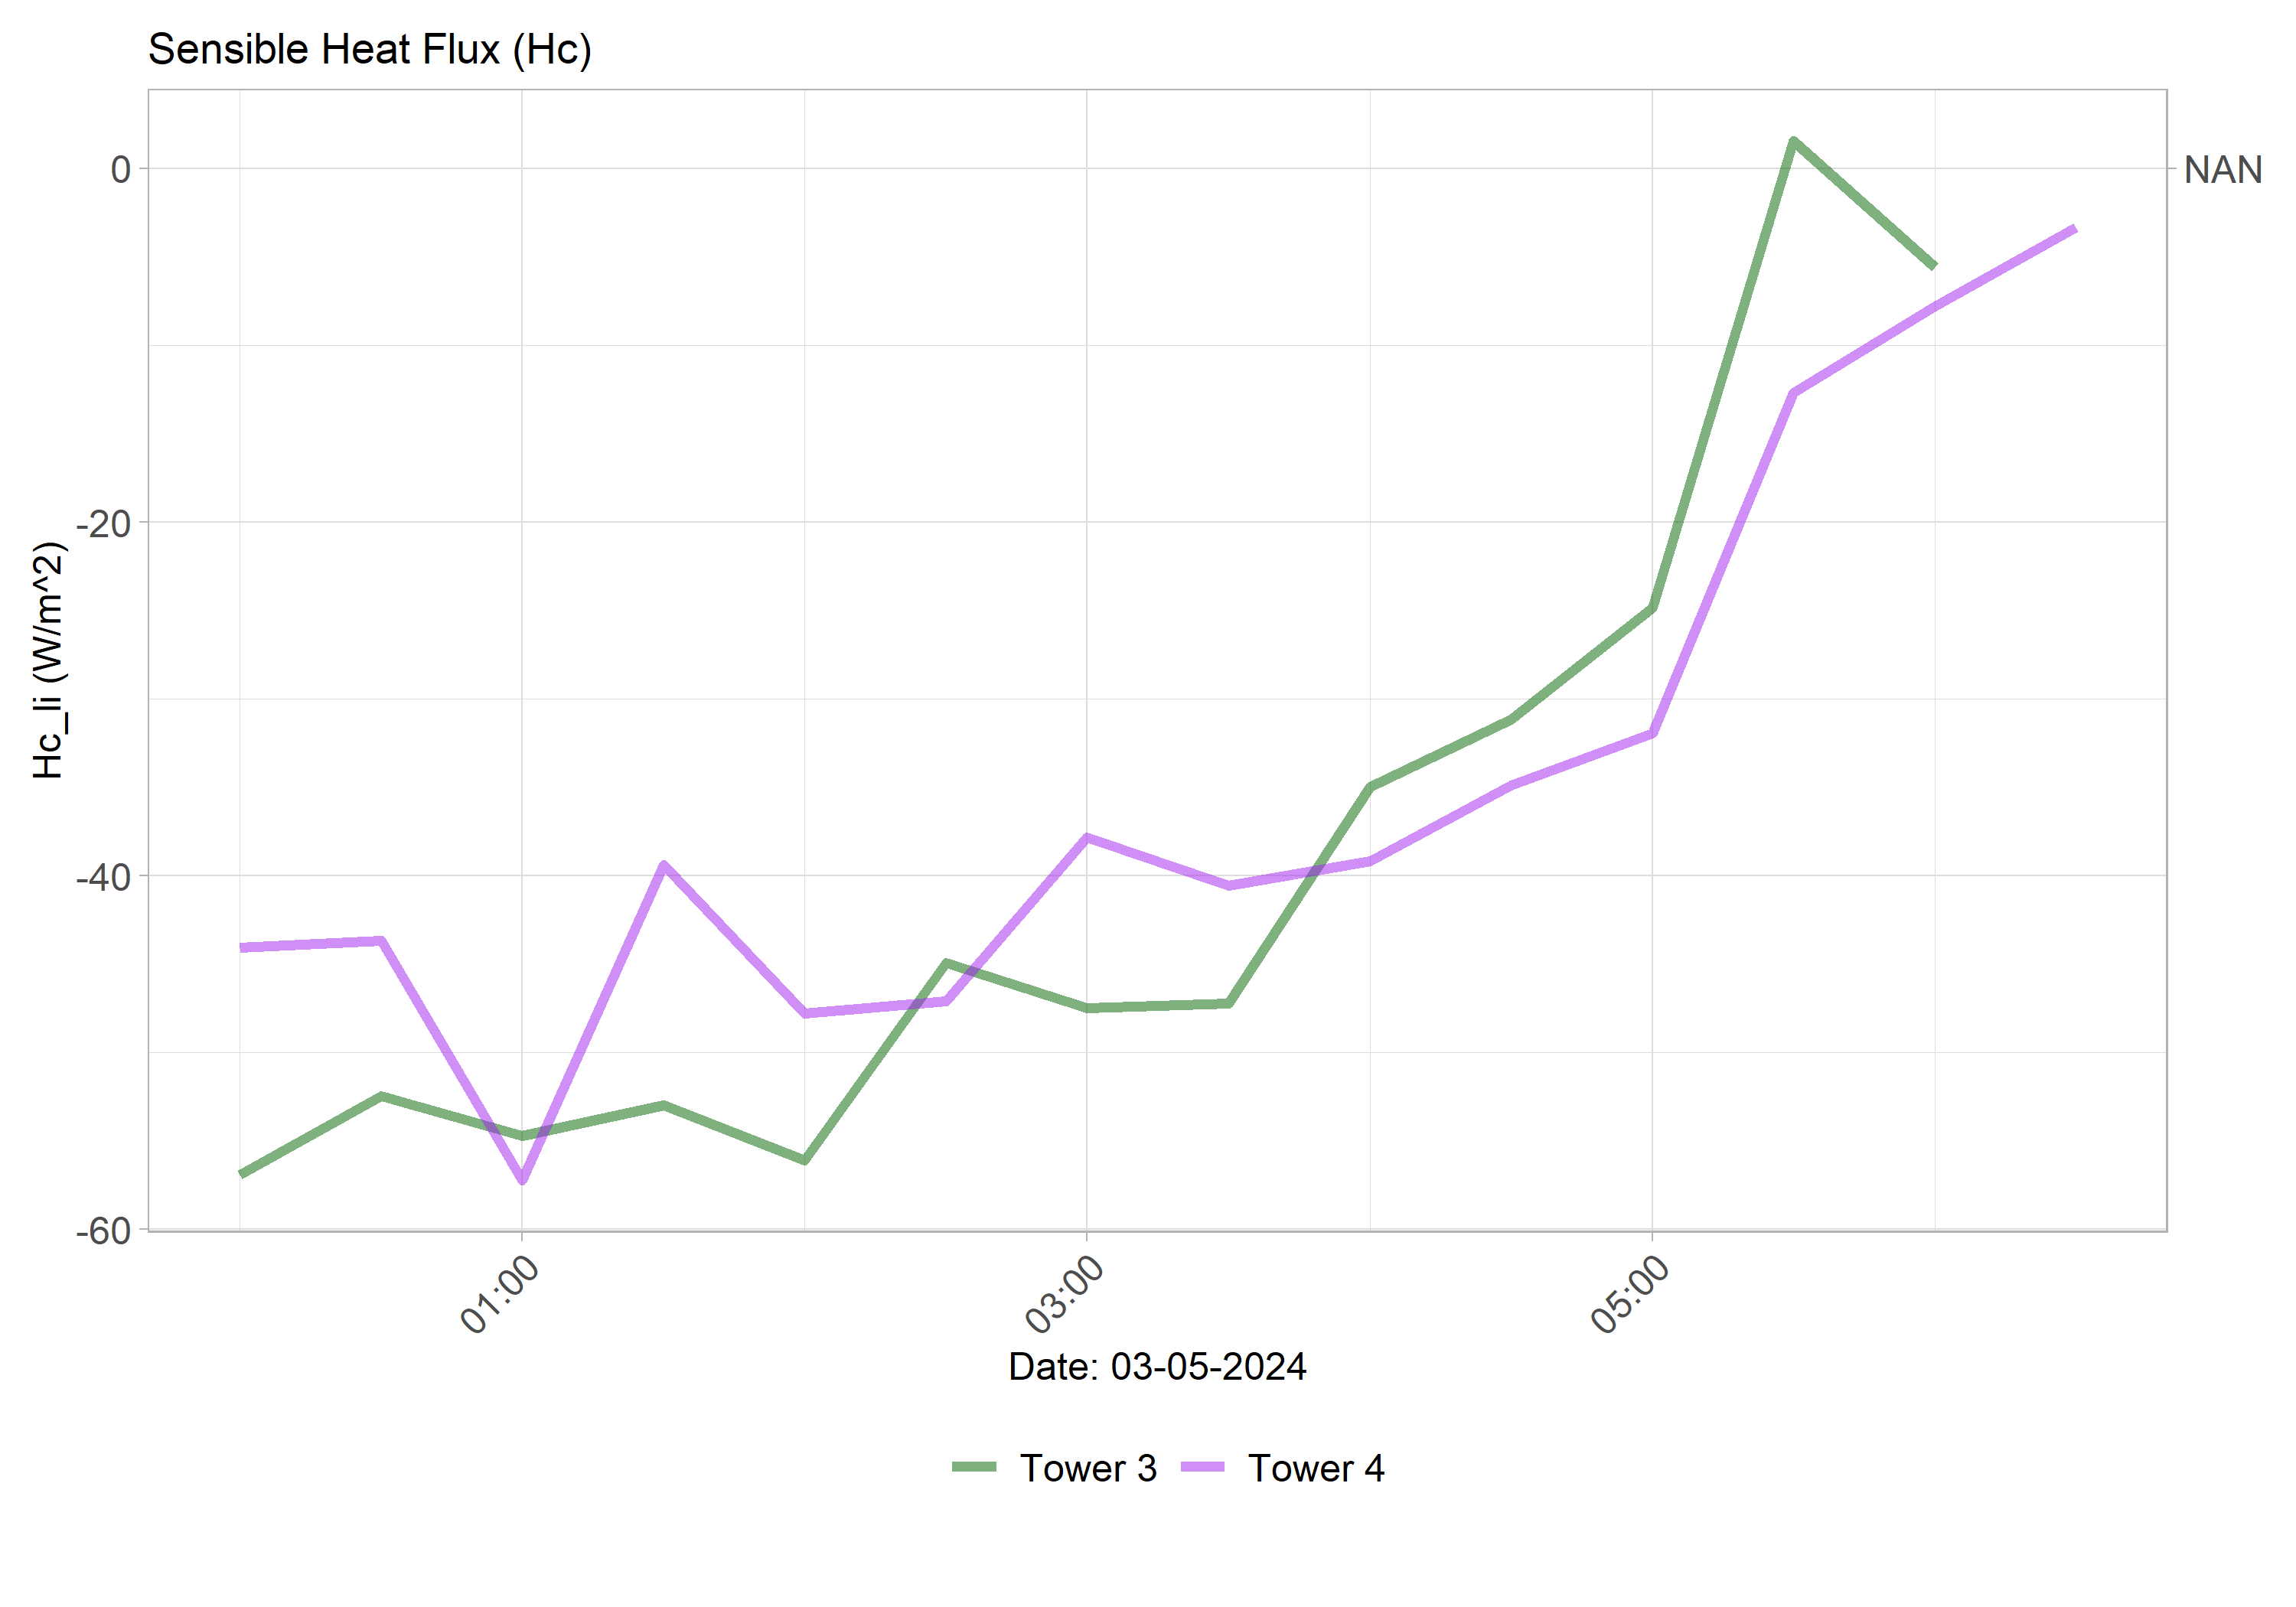 Sensible Heat Flux (Hc)
0
NAN
-20
Hc_li (W/m^2)
-40
-60
01:00
03:00
05:00
Date: 03-05-2024
Tower 3
Tower 4